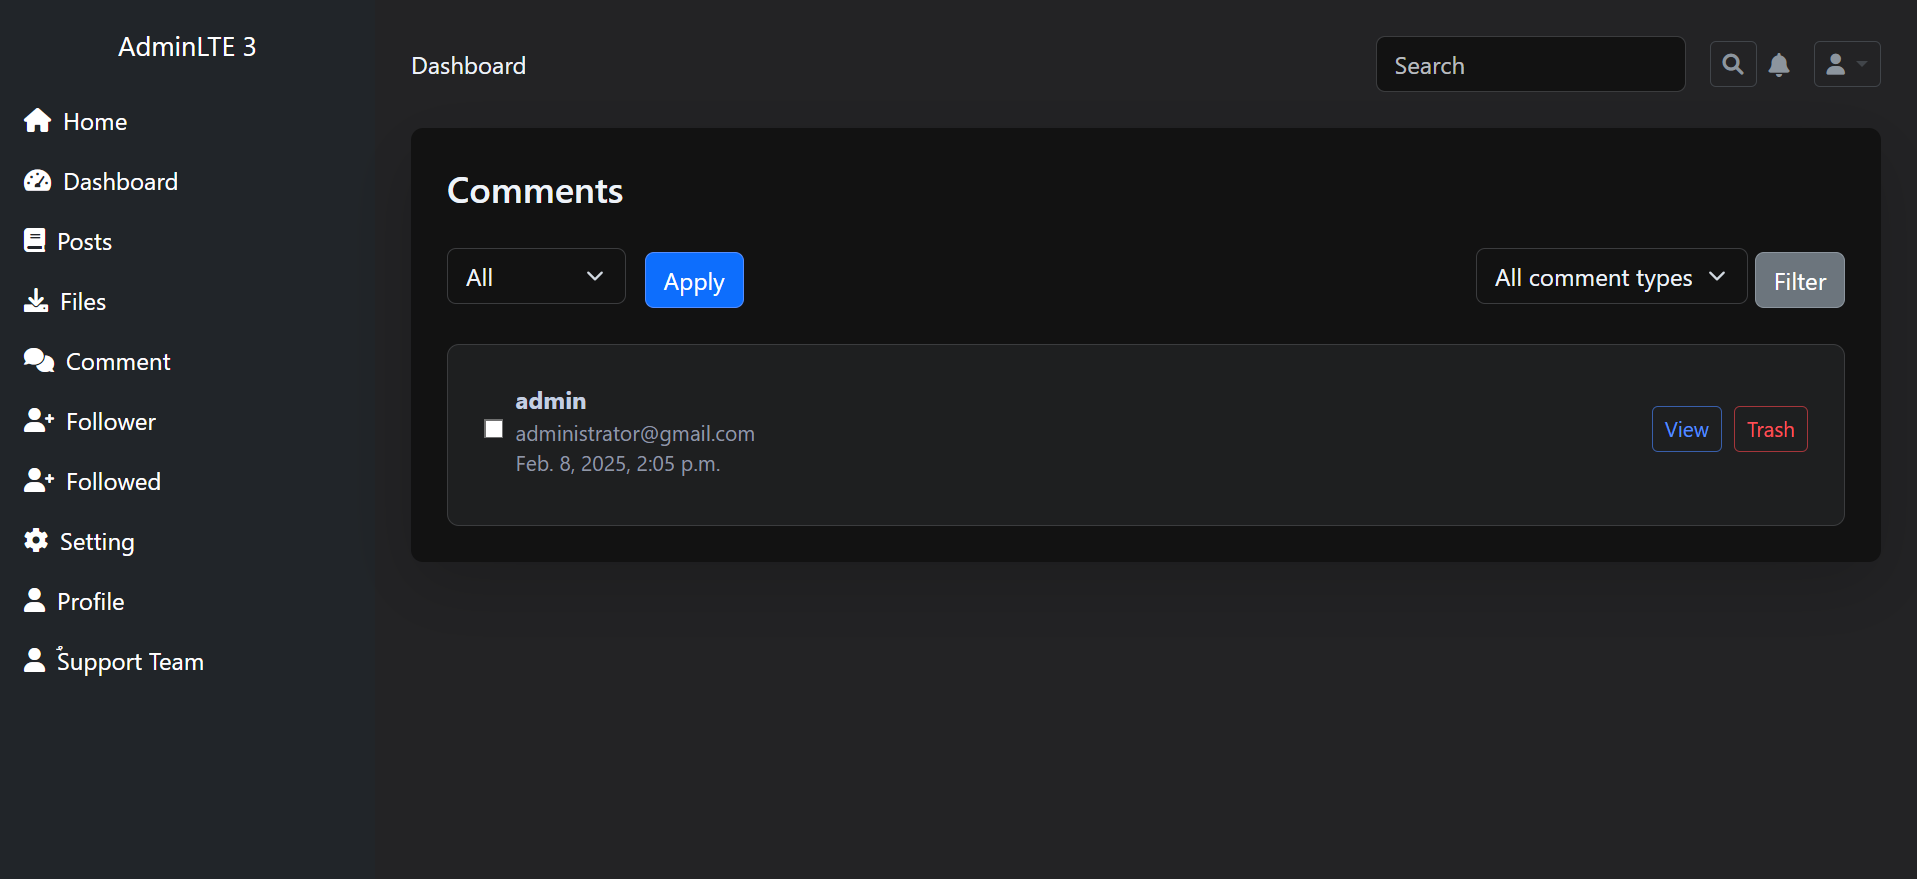 AdminLTE 3
Home
Dashboard
Posts
Files
Comment
Follower
Followed
Setting
Profile
ُSupport Team
Dashboard
Search
Comments
All
Apply
All comment types
Filter
admin
administrator@gmail.com
Feb. 8, 2025, 2:05 p.m.
View
Trash